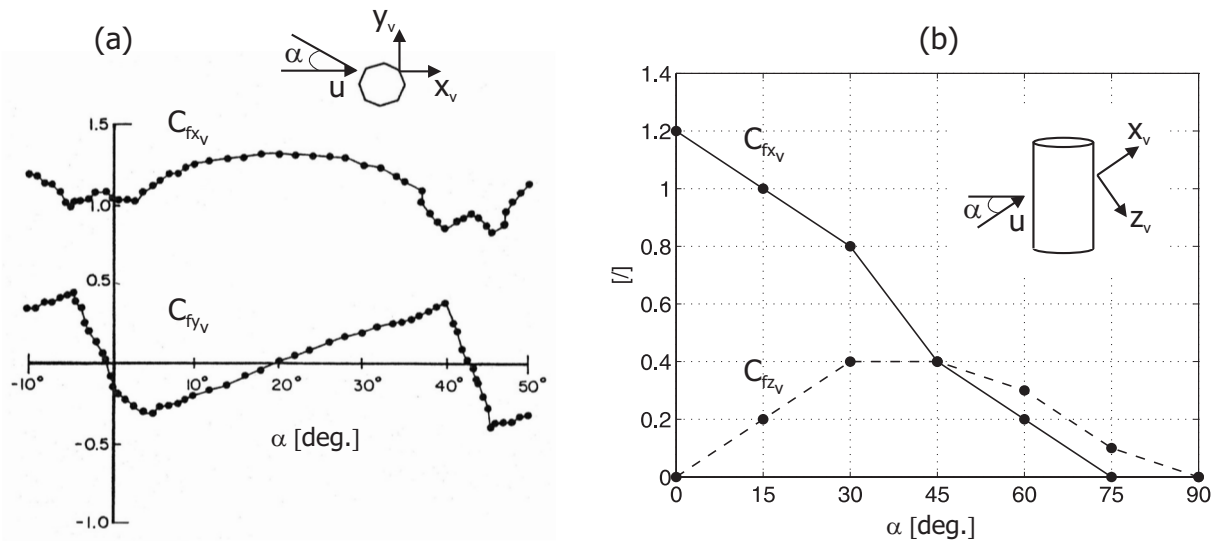 (a)
y_v
α
u
x_v
1.5
C_fx_v
1.0
0.5
C_fy_v
-10° 10° 20° 30° 40° 50°
α [deg.]
-0.5
-1.0
(b)
1.4
1.2
1
0.8
0.6
0.4
0.2
0
[/]
C_fx_v
C_fz_v
x_v
α
u
z_v
0 15 30 45 60 75 90
α [deg.]